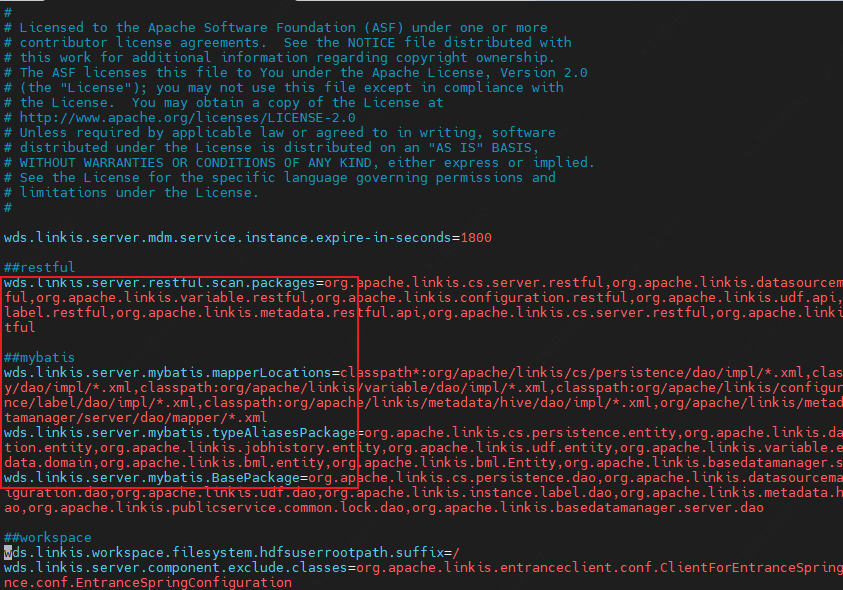 #
# Licensed to the Apache Software Foundation (ASF) under one or more
# contributor license agreements.  See the NOTICE file distributed with
# this work for additional information regarding copyright ownership.
# The ASF licenses this file to You under the Apache License, Version 2.0
# (the "License"); you may not use this file except in compliance with
# the License.  You may obtain a copy of the License at
# http://www.apache.org/licenses/LICENSE-2.0
# Unless required by applicable law or agreed to in writing, software
# distributed under the License is distributed on an "AS IS" BASIS,
# WITHOUT WARRANTIES OR CONDITIONS OF ANY KIND, either express or implied.
# See the License for the specific language governing permissions and
# limitations under the License.
#
wds.linkis.server.mdm.service.instance.expire-in-seconds=1800
##restful
wds.linkis.server.restful.scan.packages=org.apache.linkis.cs.server.restful,org.apache.linkis.datasourcem
ful,org.apache.linkis.variable.restful,org.apache.linkis.configuration.restful,org.apache.linkis.udf.api,
label.restful,org.apache.linkis.metadata.restful.api,org.apache.linkis.cs.server.restful,org.apache.linki
tful
##mybatis
wds.linkis.server.mybatis.mapperLocations=classpath*:org/apache/linkis/cs/persistence/dao/impl/*.xml,clas
y/dao/impl/*.xml,classpath:org/apache/linkis/variable/dao/impl/*.xml,classpath:org/apache/linkis/configur
nce/label/dao/impl/*.xml,classpath:org/apache/linkis/metadata/hive/dao/impl/*.xml,org/apache/linkis/metad
tamanager/server/dao/mapper/*.xml
wds.linkis.server.mybatis.typeAliasesPackage=org.apache.linkis.cs.persistence.entity,org.apache.linkis.da
tion.entity,org.apache.linkis.jobhistory.entity,org.apache.linkis.udf.entity,org.apache.linkis.variable.e
data.domain,org.apache.linkis.bml.entity,org.apache.linkis.bml.Entity,org.apache.linkis.basedatamanager.s
wds.linkis.server.mybatis.BasePackage=org.apache.linkis.cs.persistence.dao,org.apache.linkis.datasourcema
iguration.dao,org.apache.linkis.udf.dao,org.apache.linkis.instance.label.dao,org.apache.linkis.metadata.h
ao,org.apache.linkis.publicservice.common.lock.dao,org.apache.linkis.basedatamanager.server.dao
##workspace
wds.linkis.workspace.filesystem.hdfsuserrootpath.suffix=/
wds.linkis.server.component.exclude.classes=org.apache.linkis.entranceclient.conf.ClientForEntranceSpring
nce.conf.EntranceSpringConfiguration